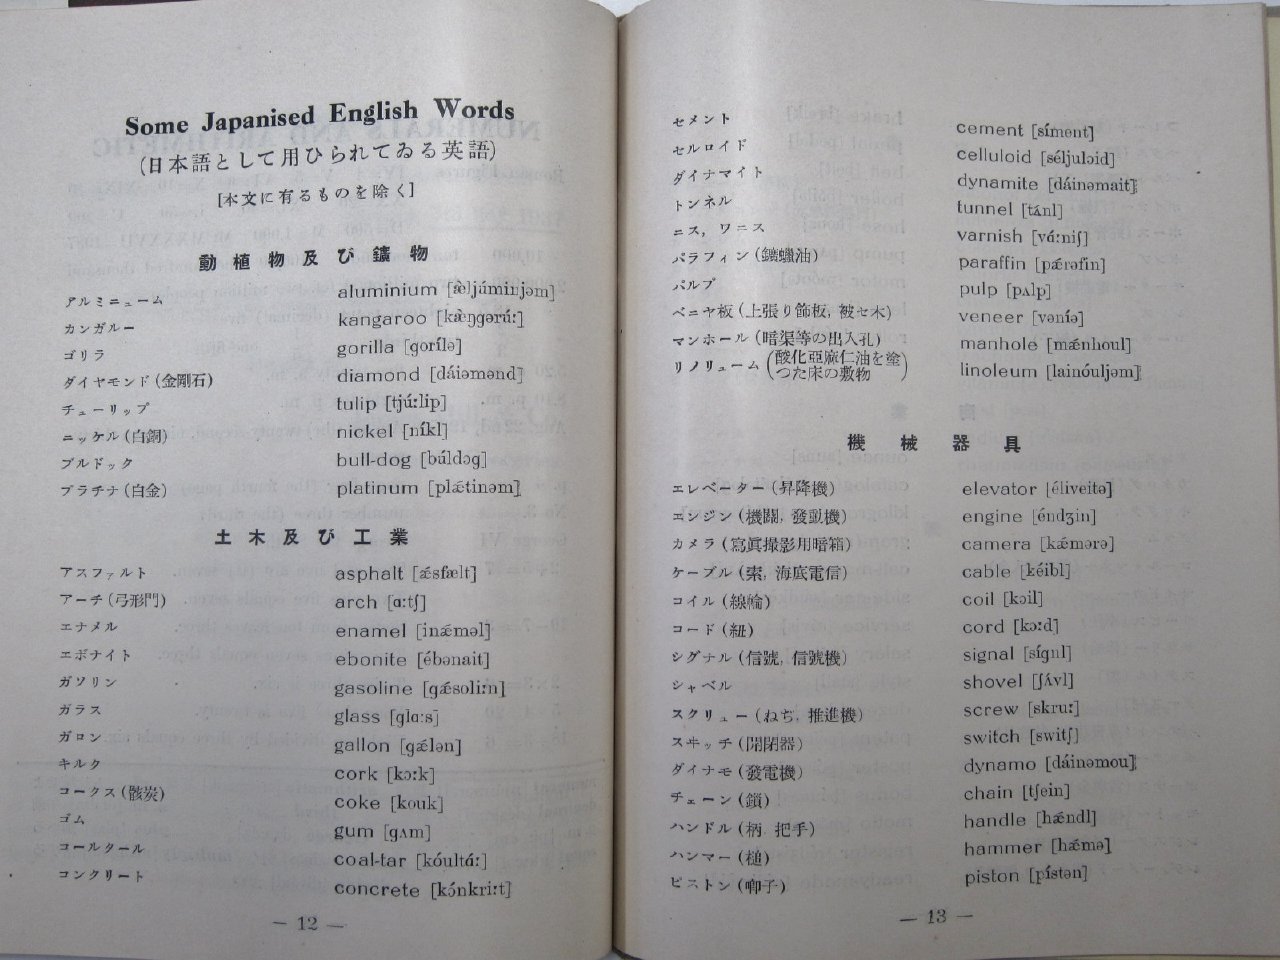 Some Japanised English Words
(日本語として用ひられてゐる英語)
[本文に有るものを除く]
動植物及び鑛物
アルミニューム aluminium [æljúminjəm]
カンガルー kangaroo [kæ̀ŋgərúː]
ゴリラ gorilla [gərílə]
ダイヤモンド(金剛石) diamond [dáiəmənd]
チューリップ tulip [tjúːlip]
ニッケル(白銅) nickel [níkl]
ブルドック bull-dog [búldɔg]
プラチナ(白金) platinum [plǽtinəm]
土木及び工業
アスファルト asphalt [ǽsfælt]
アーチ(弓形門) arch [ɑːtʃ]
エナメル enamel [inǽməl]
エボナイト ebonite [ébənait]
ガソリン gasoline [gǽsoliːn]
ガラス glass [glɑːs]
ガロン gallon [gǽlən]
キルク cork [kɔːk]
コークス(骸炭) coke [kouk]
ゴム gum [gʌm]
コールタール coal-tar [kóultáː]
コンクリート concrete [kɔ́nkriːt]
— 12 —
セメント cement [símənt]
セルロイド celluloid [séljulɔid]
ダイナマイト dynamite [dáinəmait]
トンネル tunnel [tʌ́nl]
ニス, ワニス varnish [váːniʃ]
パラフィン(鑛蠟油) paraffin [pǽrəfin]
パルプ pulp [pʌlp]
ベニヤ板(上張り飾板, 被セ木) veneer [vəníə]
マンホール(暗渠等の出入孔) manhole [mǽnhoul]
リノリューム(酸化亞麻仁油を塗つた床の敷物) linoleum [lainóuljəm]
機械器具
エレベーター(昇降機) elevator [éliveitə]
エンジン(機關, 發動機) engine [éndʒin]
カメラ(寫眞撮影用暗箱) camera [kǽmərə]
ケーブル(索, 海底電信) cable [kéibl]
コイル(線輪) coil [kɔil]
コード(紐) cord [kɔːd]
シグナル(信號, 信號機) signal [sígnl]
シャベル shovel [ʃʌ́vl]
スクリュー(ねぢ, 推進機) screw [skruː]
スヰッチ(開閉器) switch [switʃ]
ダイナモ(發電機) dynamo [dáinəmou]
チェーン(鎖) chain [tʃein]
ハンドル(柄, 把手) handle [hǽndl]
ハンマー(槌) hammer [hǽmə]
ピストン(喞子) piston [pístən]
— 13 —